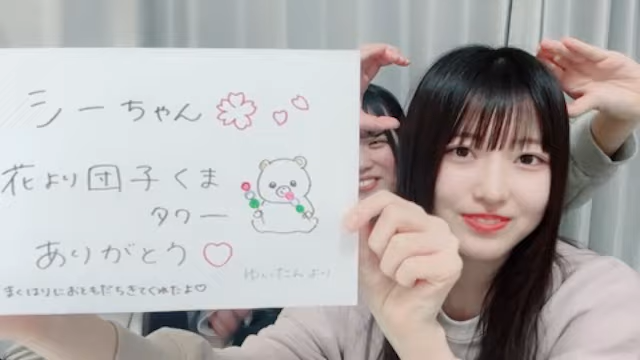 シーちゃん
花より団子くま
タワー
ありがとう♡
ゆいたんより
まくはりにおともだちきてくれたよ♡